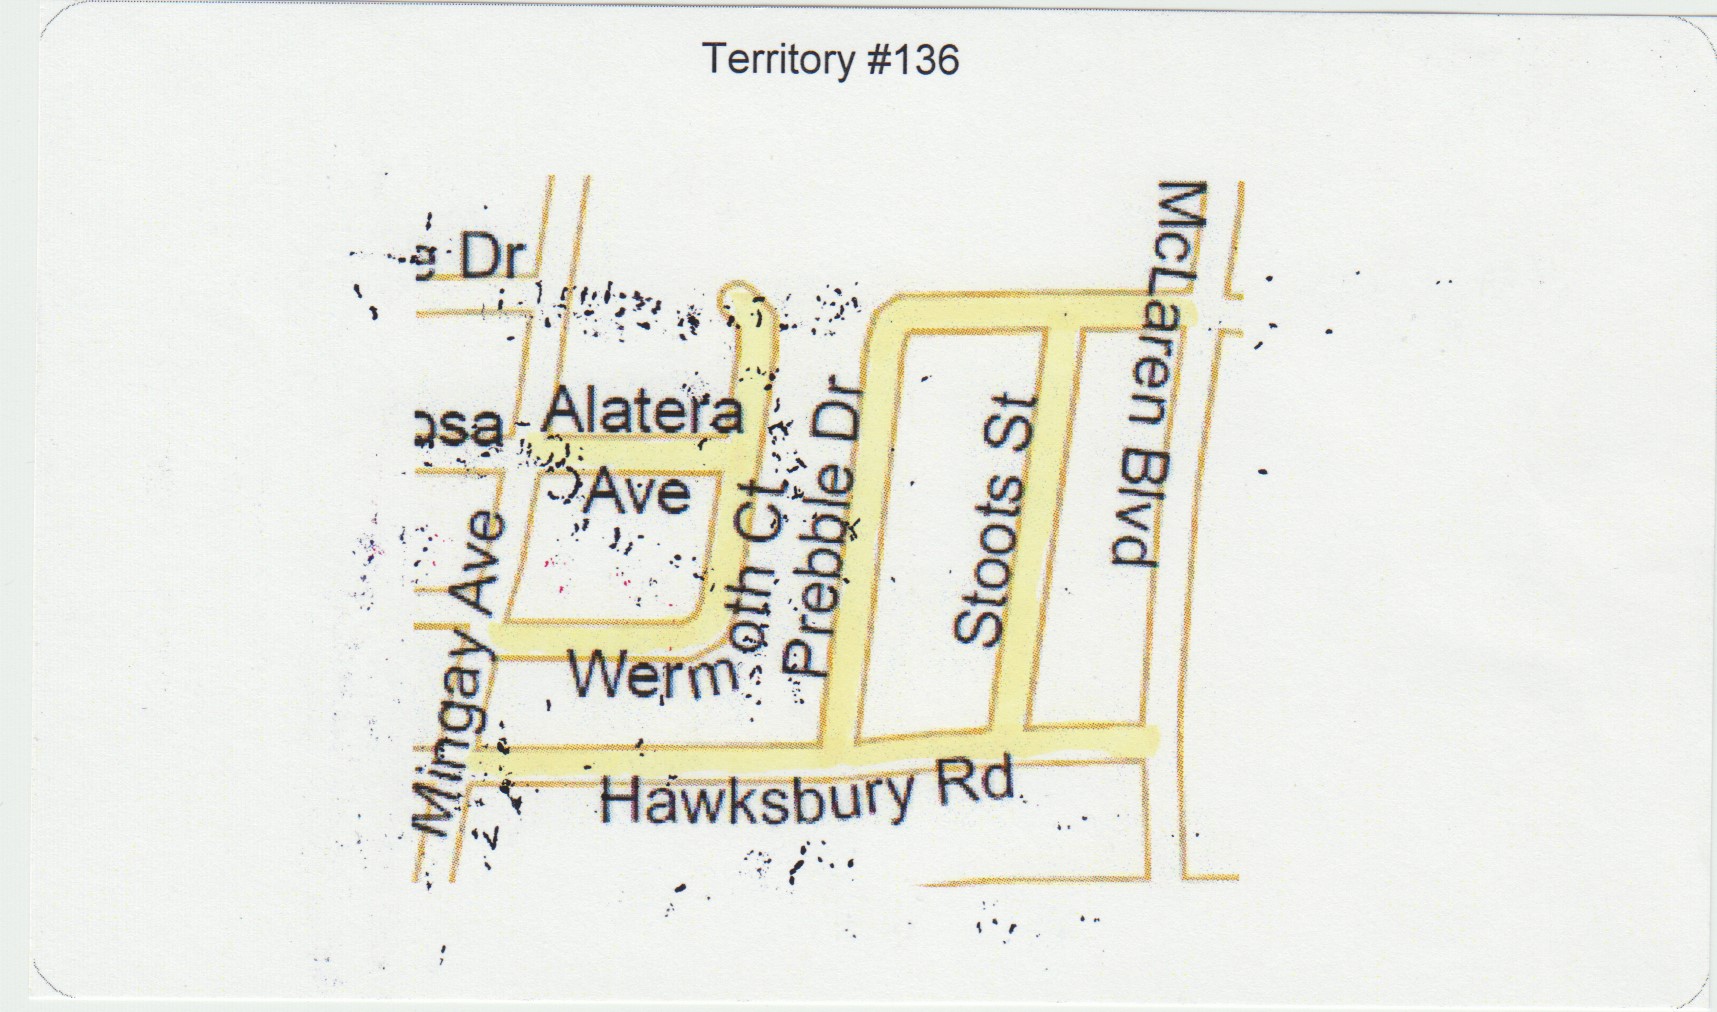 Territory #136
Dr
McLaren Blvd
Alatera
Ave
osa
Prebble Dr
Stoots St
Mingay Ave
Wermoth Ct
Hawksbury Rd